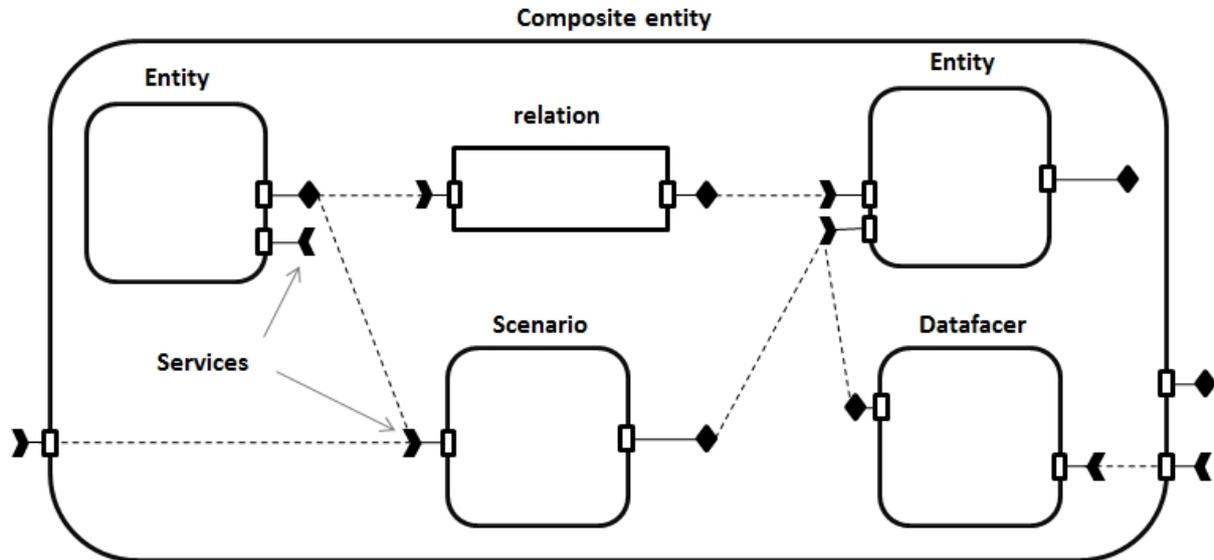 Composite entity
Entity
Entity
relation
Scenario
Datafacer
Services